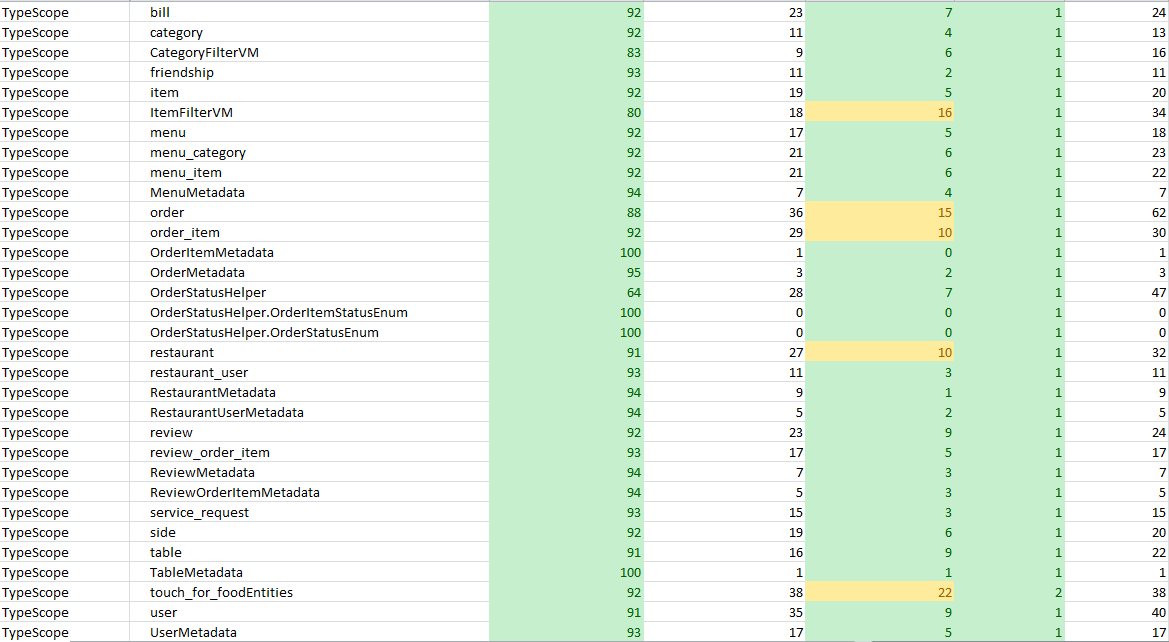 TypeScope bill 92 23 7 1 24
TypeScope category 92 11 4 1 13
TypeScope CategoryFilterVM 83 9 6 1 16
TypeScope friendship 93 11 2 1 11
TypeScope item 92 19 5 1 20
TypeScope ItemFilterVM 80 18 16 1 34
TypeScope menu 92 17 5 1 18
TypeScope menu_category 92 21 6 1 23
TypeScope menu_item 92 21 6 1 22
TypeScope MenuMetadata 94 7 4 1 7
TypeScope order 88 36 15 1 62
TypeScope order_item 92 29 10 1 30
TypeScope OrderItemMetadata 100 1 0 1 1
TypeScope OrderMetadata 95 3 2 1 3
TypeScope OrderStatusHelper 64 28 7 1 47
TypeScope OrderStatusHelper.OrderItemStatusEnum 100 0 0 1 0
TypeScope OrderStatusHelper.OrderStatusEnum 100 0 0 1 0
TypeScope restaurant 91 27 10 1 32
TypeScope restaurant_user 93 11 3 1 11
TypeScope RestaurantMetadata 94 9 1 1 9
TypeScope RestaurantUserMetadata 94 5 2 1 5
TypeScope review 92 23 9 1 24
TypeScope review_order_item 93 17 5 1 17
TypeScope ReviewMetadata 94 7 3 1 7
TypeScope ReviewOrderItemMetadata 94 5 3 1 5
TypeScope service_request 93 15 3 1 15
TypeScope side 92 19 6 1 20
TypeScope table 91 16 9 1 22
TypeScope TableMetadata 100 1 1 1 1
TypeScope touch_for_foodEntities 92 38 22 2 38
TypeScope user 91 35 9 1 40
TypeScope UserMetadata 93 17 5 1 17